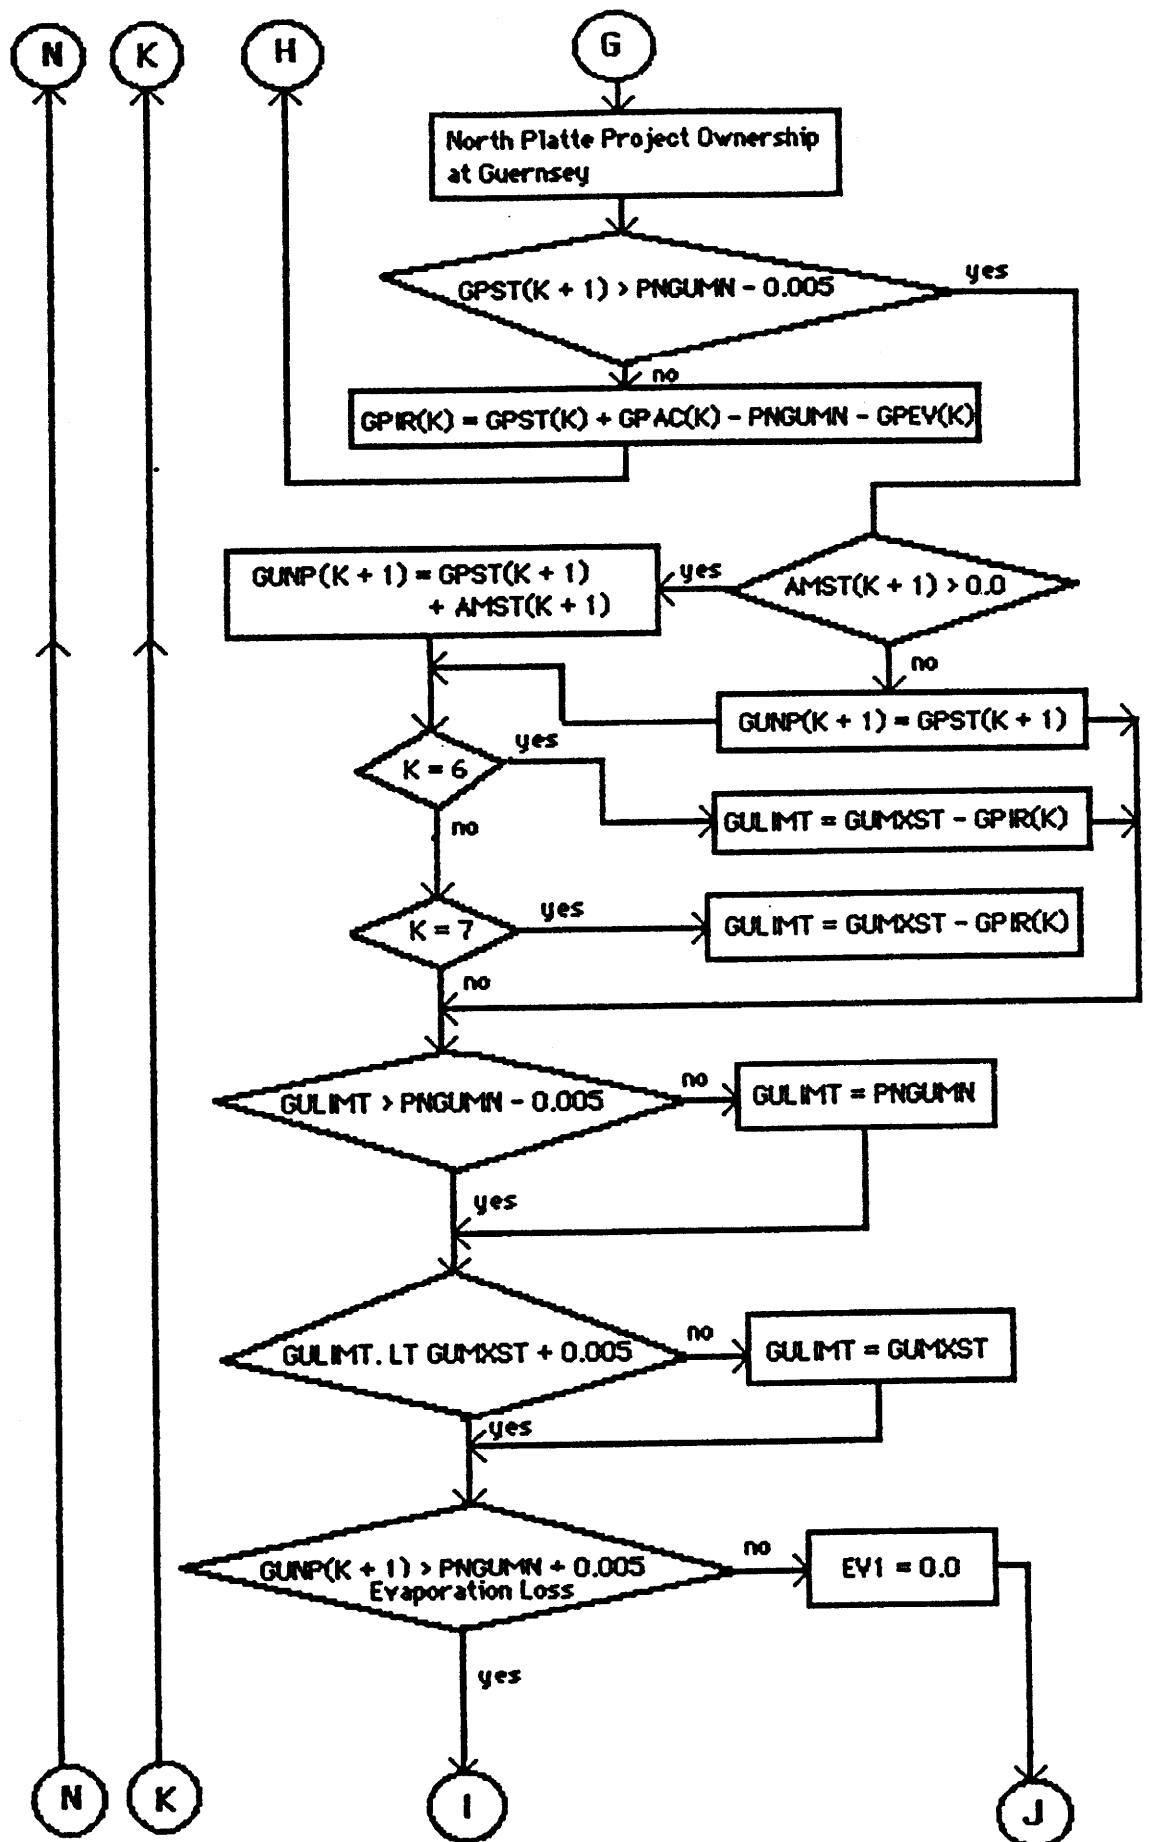 N
K
H
G
North Platte Project Ownership
at Guernsey
GPST(K + 1) > PNGUMN - 0.005
yes
no
GPIR(K) = GPST(K) + GPAC(K) - PNGUMN - GPEV(K)
GUNP(K + 1) = GPST(K + 1)
+ AMST(K + 1)
yes
AMST(K + 1) > 0.0
no
GUNP(K + 1) = GPST(K + 1)
K = 6
yes
GULIMT = GUMXST - GPIR(K)
no
K = 7
yes
GULIMT = GUMXST - GPIR(K)
no
GULIMT > PNGUMN - 0.005
no
GULIMT = PNGUMN
yes
GULIMT. LT GUMXST + 0.005
no
GULIMT = GUMXST
yes
GUNP(K + 1) > PNGUMN + 0.005
Evaporation Loss
no
EV1 = 0.0
yes
N
K
I
J